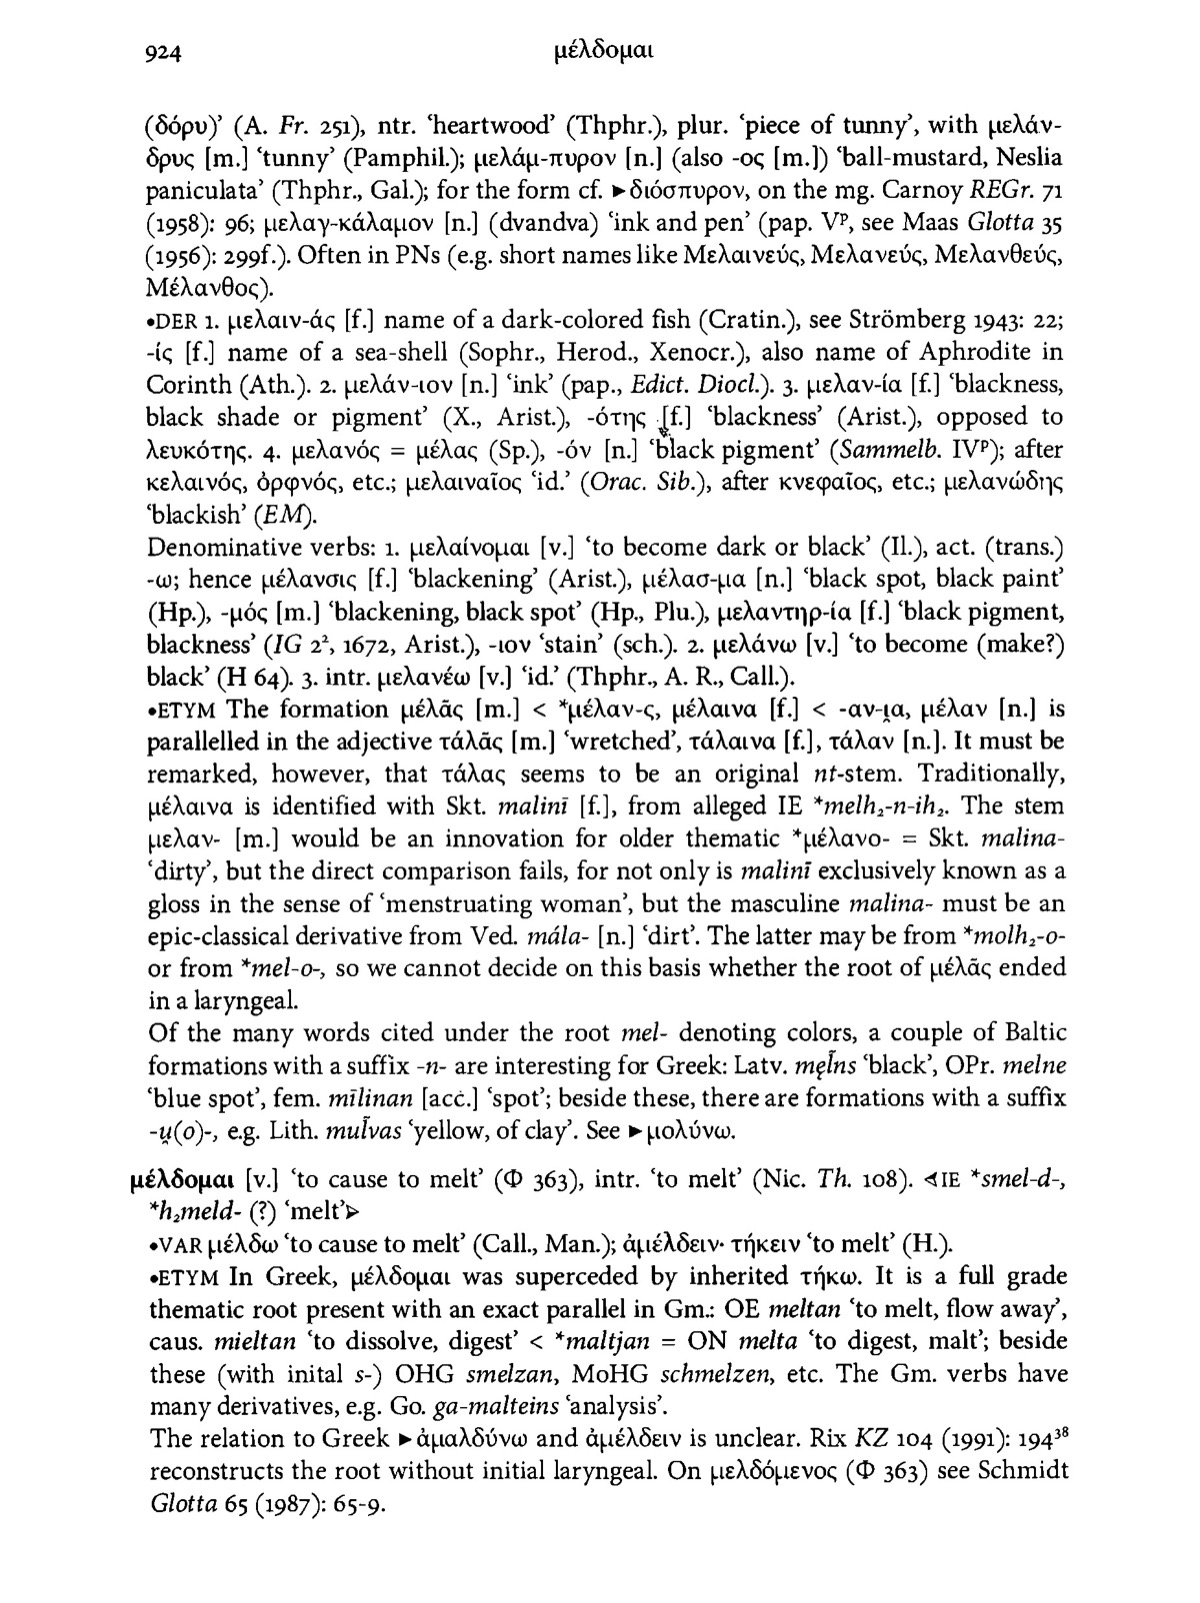 924 μέλδομαι
(δόρυ)’ (A. Fr. 251), ntr. ‘heartwood’ (Thphr.), plur. ‘piece of tunny’, with μελάν-
δρυς [m.] ‘tunny’ (Pamphil.); μελάμ-πυρον [n.] (also -ος [m.]) ‘ball-mustard, Neslia
paniculata’ (Thphr., Gal.); for the form cf. ►διόσπυρον, on the mg. Carnoy REGr. 71
(1958): 96; μελαγ-κάλαμον [n.] (dvandva) ‘ink and pen’ (pap. Vᵖ, see Maas Glotta 35
(1956): 299f.). Often in PNs (e.g. short names like Μελαινεύς, Μελανεύς, Μελανθεύς,
Μέλανθος).
•DER 1. μελαιν-άς [f.] name of a dark-colored fish (Cratin.), see Strömberg 1943: 22;
-ίς [f.] name of a sea-shell (Sophr., Herod., Xenocr.), also name of Aphrodite in
Corinth (Ath.). 2. μελάν-ιον [n.] ‘ink’ (pap., Edict. Diocl.). 3. μελαν-ία [f.] ‘blackness,
black shade or pigment’ (X., Arist.), -ότης [f.] ‘blackness’ (Arist.), opposed to
λευκότης. 4. μελανός = μέλας (Sp.), -όν [n.] ‘black pigment’ (Sammelb. IVᵖ); after
κελαινός, ὀρφνός, etc.; μελαιναῖος ‘id.’ (Orac. Sib.), after κνεφαῖος, etc.; μελανώδης
‘blackish’ (EM).
Denominative verbs: 1. μελαίνομαι [v.] ‘to become dark or black’ (Il.), act. (trans.)
-ω; hence μέλανσις [f.] ‘blackening’ (Arist.), μέλασ-μα [n.] ‘black spot, black paint’
(Hp.), -μός [m.] ‘blackening, black spot’ (Hp., Plu.), μελαντηρ-ία [f.] ‘black pigment,
blackness’ (IG 2², 1672, Arist.), -ιον ‘stain’ (sch.). 2. μελάνω [v.] ‘to become (make?)
black’ (Η 64). 3. intr. μελανέω [v.] ‘id.’ (Thphr., A. R., Call.).
•ETYM The formation μέλᾶς [m.] < *μέλαν-ς, μέλαινα [f.] < -αν-ι̯α, μέλαν [n.] is
parallelled in the adjective τάλᾶς [m.] ‘wretched’, τάλαινα [f.], τάλαν [n.]. It must be
remarked, however, that τάλας seems to be an original nt-stem. Traditionally,
μέλαινα is identified with Skt. malinī [f.], from alleged IE *melh₂-n-ih₂. The stem
μελαν- [m.] would be an innovation for older thematic *μέλανο- = Skt. malina-
‘dirty’, but the direct comparison fails, for not only is malinī exclusively known as a
gloss in the sense of ‘menstruating woman’, but the masculine malina- must be an
epic-classical derivative from Ved. mála- [n.] ‘dirt’. The latter may be from *molh₂-o-
or from *mel-o-, so we cannot decide on this basis whether the root of μέλᾶς ended
in a laryngeal.
Of the many words cited under the root mel- denoting colors, a couple of Baltic
formations with a suffix -n- are interesting for Greek: Latv. męl̃ns ‘black’, OPr. melne
‘blue spot’, fem. mīlinan [acc.] ‘spot’; beside these, there are formations with a suffix
-u̯(o)-, e.g. Lith. mul̃vas ‘yellow, of clay’. See ►μολύνω.
μέλδομαι [v.] ‘to cause to melt’ (Φ 363), intr. ‘to melt’ (Nic. Th. 108). ⊲IE *smel-d-,
*h₂meld- (?) ‘melt’⊳
•VAR μέλδω ‘to cause to melt’ (Call., Man.); ἀμέλδειν· τήκειν ‘to melt’ (H.).
•ETYM In Greek, μέλδομαι was superceded by inherited τήκω. It is a full grade
thematic root present with an exact parallel in Gm.: OE meltan ‘to melt, flow away’,
caus. mieltan ‘to dissolve, digest’ < *maltjan = ON melta ‘to digest, malt’; beside
these (with inital s-) OHG smelzan, MoHG schmelzen, etc. The Gm. verbs have
many derivatives, e.g. Go. ga-malteins ‘analysis’.
The relation to Greek ►ἀμαλδύνω and ἀμέλδειν is unclear. Rix KZ 104 (1991): 194³⁸
reconstructs the root without initial laryngeal. On μελδόμενος (Φ 363) see Schmidt
Glotta 65 (1987): 65-9.